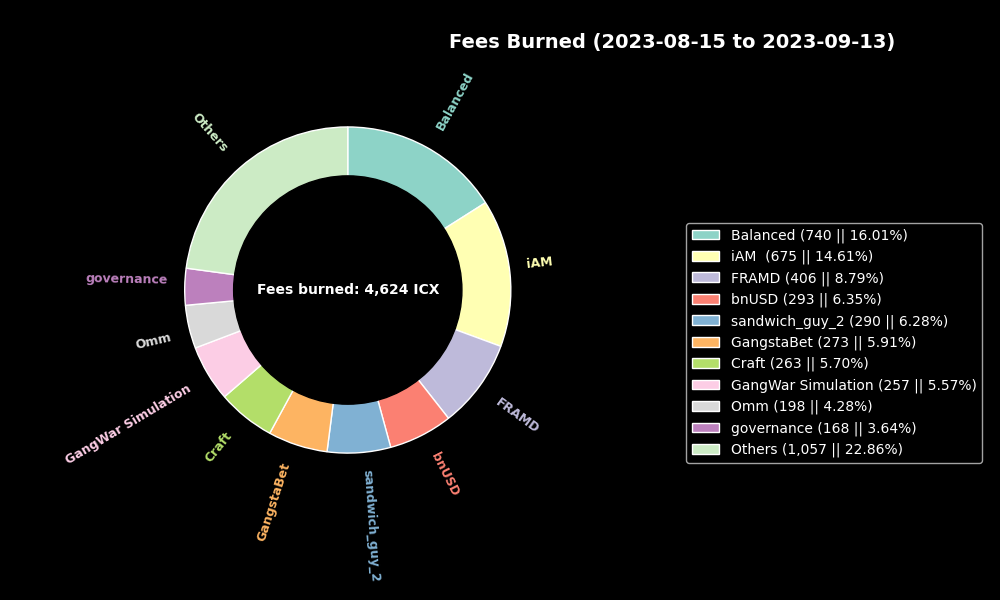 Fees Burned (2023-08-15 to 2023-09-13)
Balanced
Others
iAM
governance
Fees burned: 4,624 ICX
Omm
GangWar Simulation
FRAMD
Craft
bnUSD
GangstaBet
sandwich_guy_2
Balanced (740 || 16.01%)
iAM  (675 || 14.61%)
FRAMD (406 || 8.79%)
bnUSD (293 || 6.35%)
sandwich_guy_2 (290 || 6.28%)
GangstaBet (273 || 5.91%)
Craft (263 || 5.70%)
GangWar Simulation (257 || 5.57%)
Omm (198 || 4.28%)
governance (168 || 3.64%)
Others (1,057 || 22.86%)